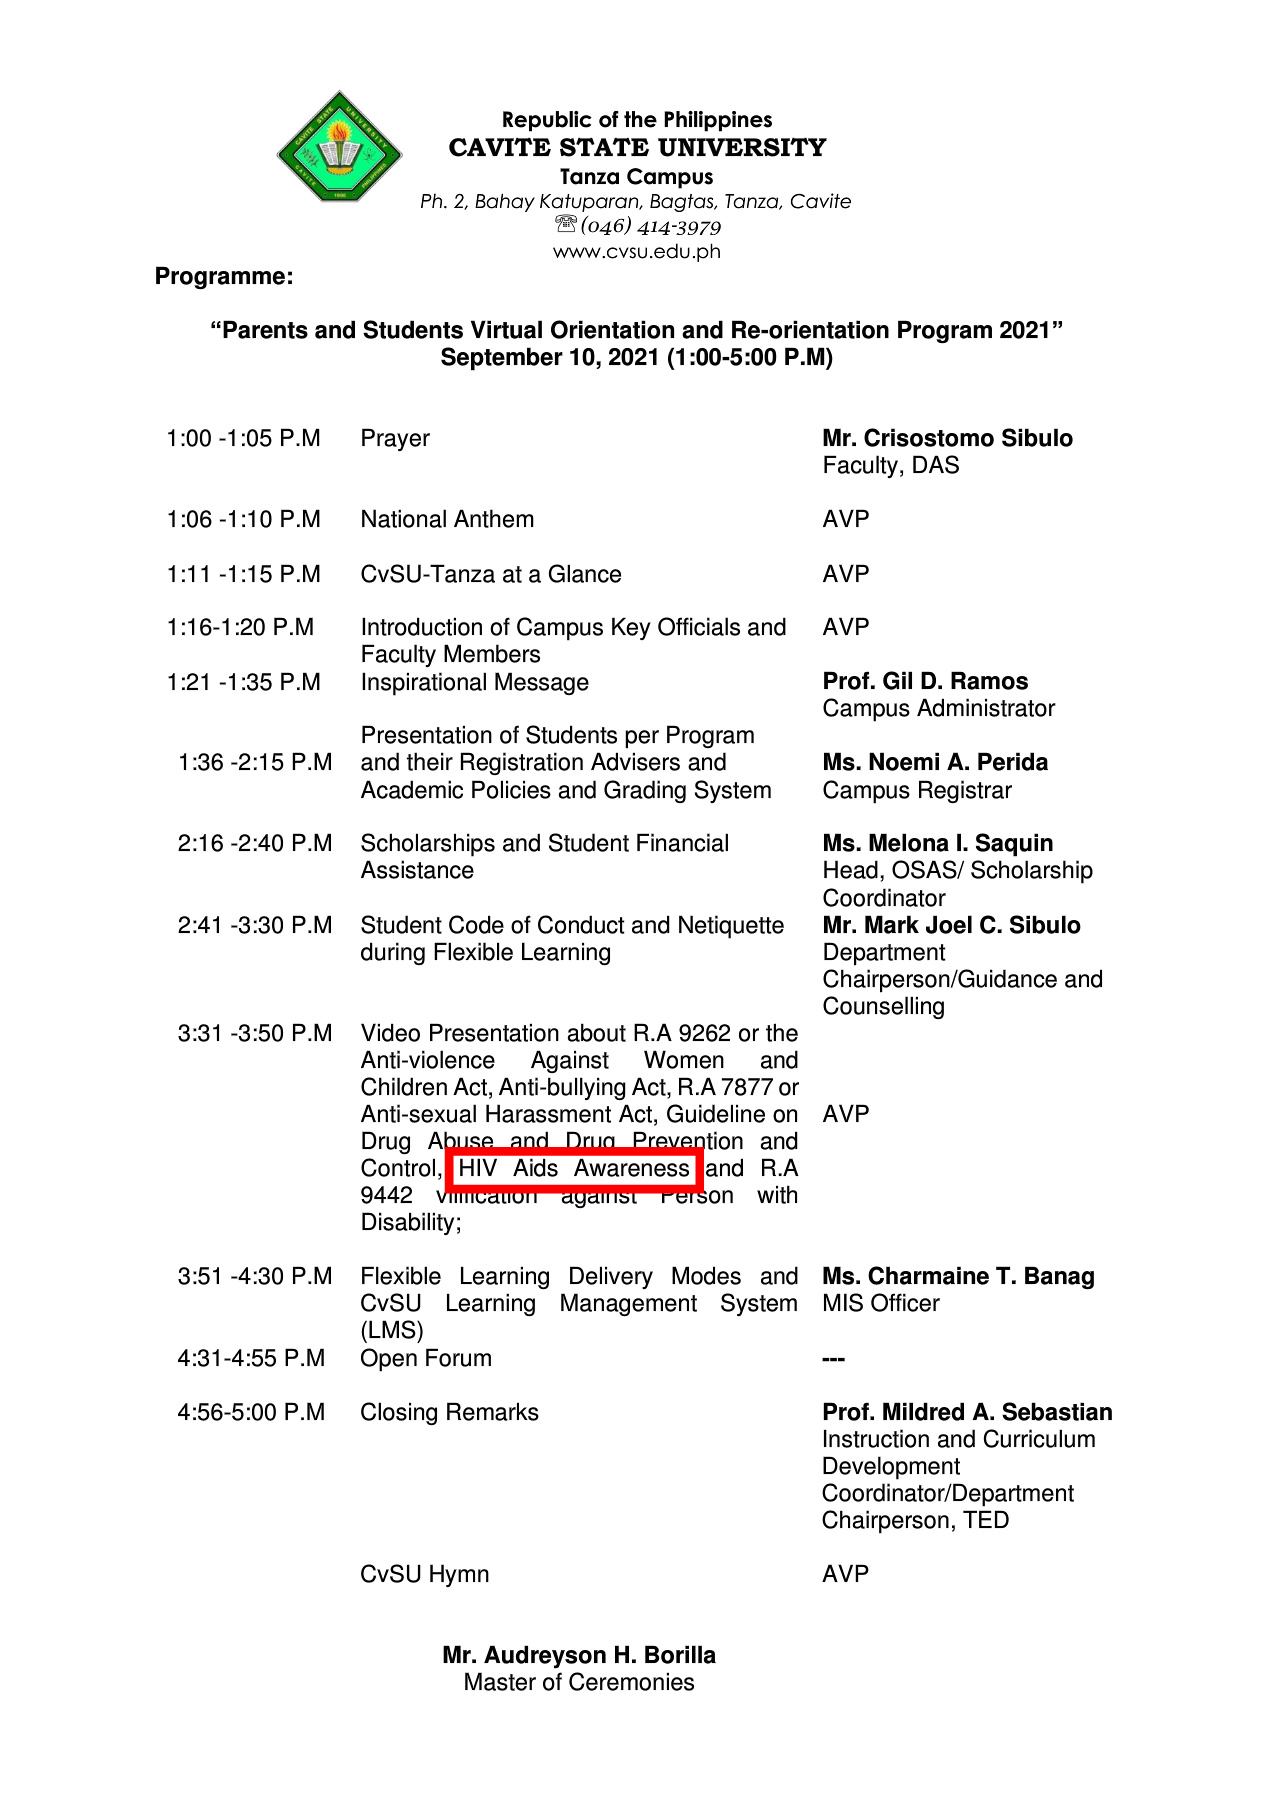 Republic of the Philippines
CAVITE STATE UNIVERSITY
Tanza Campus
Ph. 2, Bahay Katuparan, Bagtas, Tanza, Cavite
☏(046) 414-3979
www.cvsu.edu.ph
CAVITE STATE UNIVERSITY
CAVITE PHILIPPINES
1906
Programme:
“Parents and Students Virtual Orientation and Re-orientation Program 2021”
September 10, 2021 (1:00-5:00 P.M)
1:00 -1:05 P.M Prayer Mr. Crisostomo Sibulo
Faculty, DAS
1:06 -1:10 P.M National Anthem AVP
1:11 -1:15 P.M CvSU-Tanza at a Glance AVP
1:16-1:20 P.M Introduction of Campus Key Officials and AVP
Faculty Members
1:21 -1:35 P.M Inspirational Message Prof. Gil D. Ramos
Campus Administrator
Presentation of Students per Program
1:36 -2:15 P.M and their Registration Advisers and Ms. Noemi A. Perida
Academic Policies and Grading System Campus Registrar
2:16 -2:40 P.M Scholarships and Student Financial Ms. Melona I. Saquin
Assistance Head, OSAS/ Scholarship
Coordinator
2:41 -3:30 P.M Student Code of Conduct and Netiquette Mr. Mark Joel C. Sibulo
during Flexible Learning Department
Chairperson/Guidance and
Counselling
3:31 -3:50 P.M Video Presentation about R.A 9262 or the
Anti-violence Against Women and
Children Act, Anti-bullying Act, R.A 7877 or
Anti-sexual Harassment Act, Guideline on AVP
Drug Abuse and Drug Prevention and
Control, HIV Aids Awareness and R.A
9442 vilification against Person with
Disability;
3:51 -4:30 P.M Flexible Learning Delivery Modes and Ms. Charmaine T. Banag
CvSU Learning Management System MIS Officer
(LMS)
4:31-4:55 P.M Open Forum ---
4:56-5:00 P.M Closing Remarks Prof. Mildred A. Sebastian
Instruction and Curriculum
Development
Coordinator/Department
Chairperson, TED
CvSU Hymn AVP
Mr. Audreyson H. Borilla
Master of Ceremonies